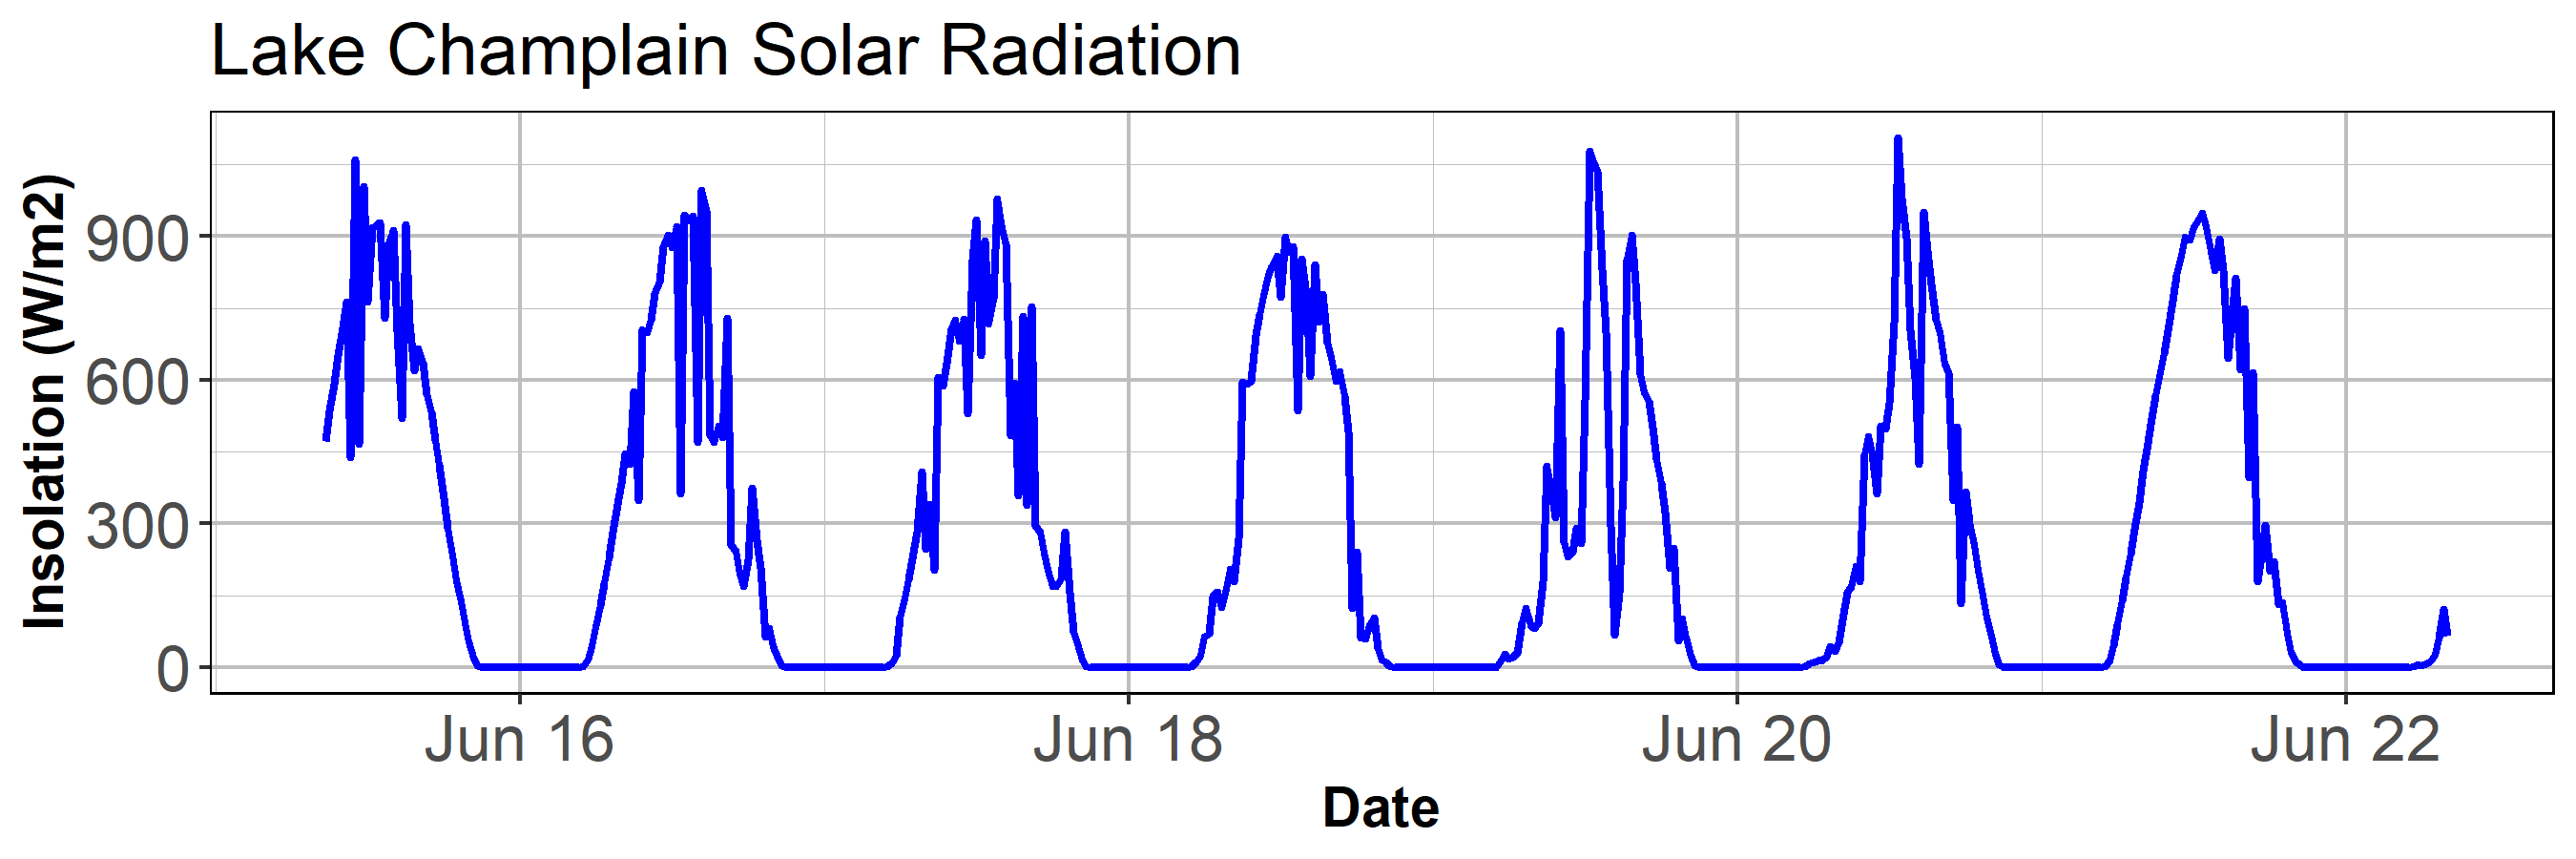 Lake Champlain Solar Radiation
Insolation (W/m2)
900
600
300
0
Jun 16
Jun 18
Jun 20
Jun 22
Date